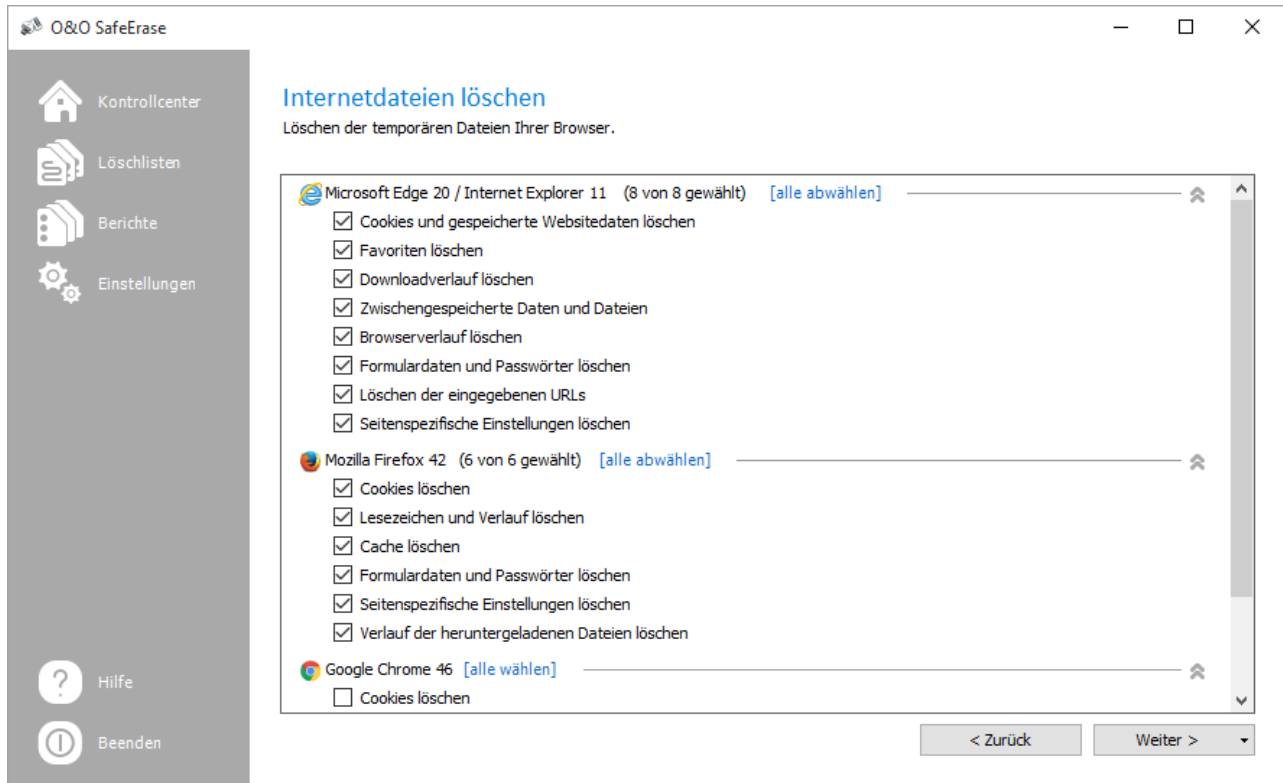 O&O SafeErase
Kontrollcenter
Löschlisten
Berichte
Einstellungen
Hilfe
Beenden
Internetdateien löschen
Löschen der temporären Dateien Ihrer Browser.
Microsoft Edge 20 / Internet Explorer 11 (8 von 8 gewählt) [alle abwählen]
Cookies und gespeicherte Websitedaten löschen
Favoriten löschen
Downloadverlauf löschen
Zwischengespeicherte Daten und Dateien
Browserverlauf löschen
Formulardaten und Passwörter löschen
Löschen der eingegebenen URLs
Seitenspezifische Einstellungen löschen
Mozilla Firefox 42 (6 von 6 gewählt) [alle abwählen]
Cookies löschen
Lesezeichen und Verlauf löschen
Cache löschen
Formulardaten und Passwörter löschen
Seitenspezifische Einstellungen löschen
Verlauf der heruntergeladenen Dateien löschen
Google Chrome 46 [alle wählen]
Cookies löschen
< Zurück
Weiter >